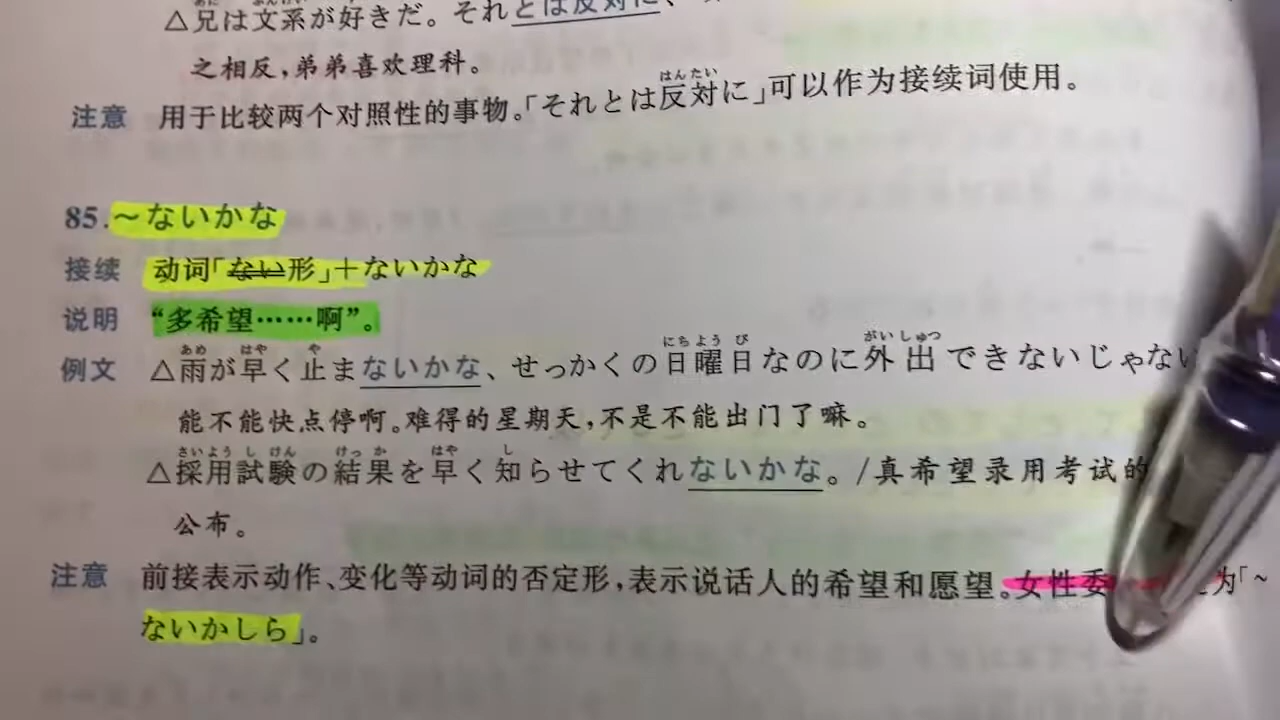 △兄は文系が好きだ。それとは反対に、
之相反,弟弟喜欢理科。
注意 用于比较两个对照性的事物。「それとは反対に」可以作为接续词使用。
85.～ないかな
接续 动词「ない形」＋ないかな
说明 “多希望……啊”。
例文 △雨が早く止まないかな、せっかくの日曜日なのに外出できないじゃない
能不能快点停啊。难得的星期天,不是不能出门了嘛。
△採用試験の結果を早く知らせてくれないかな。/真希望录用考试的
公布。
注意 前接表示动作、变化等动词的否定形,表示说话人的希望和愿望。女性委 为「～
ないかしら」。